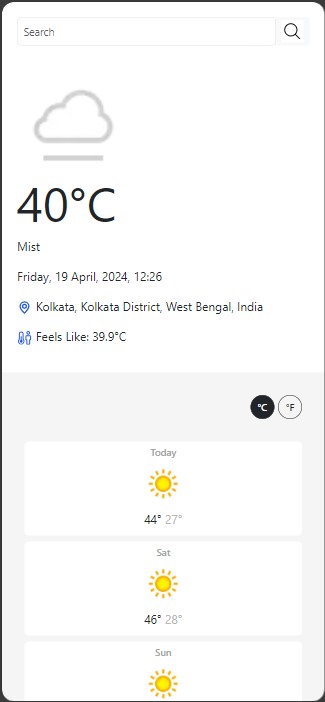 Search
40°C
Mist
Friday, 19 April, 2024, 12:26
Kolkata, Kolkata District, West Bengal, India
Feels Like: 39.9°C
°C °F
Today
44° 27°
Sat
46° 28°
Sun